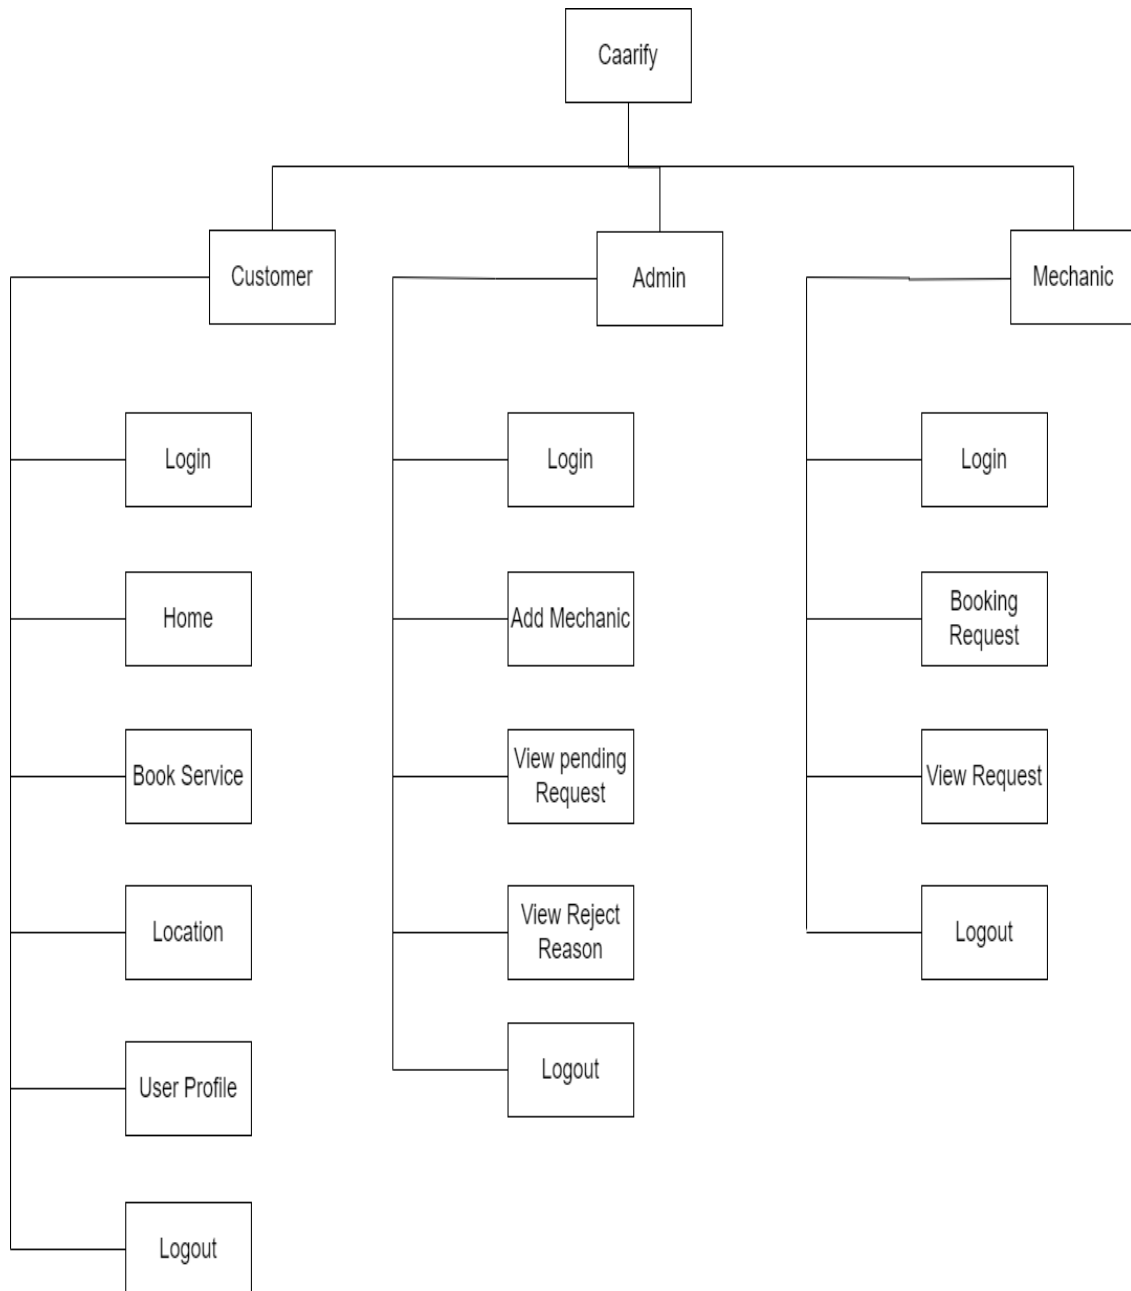 Caarify
Customer
Admin
Mechanic
Login
Login
Login
Home
Add Mechanic
Booking
Request
Book Service
View pending
Request
View Request
Location
View Reject
Reason
Logout
User Profile
Logout
Logout